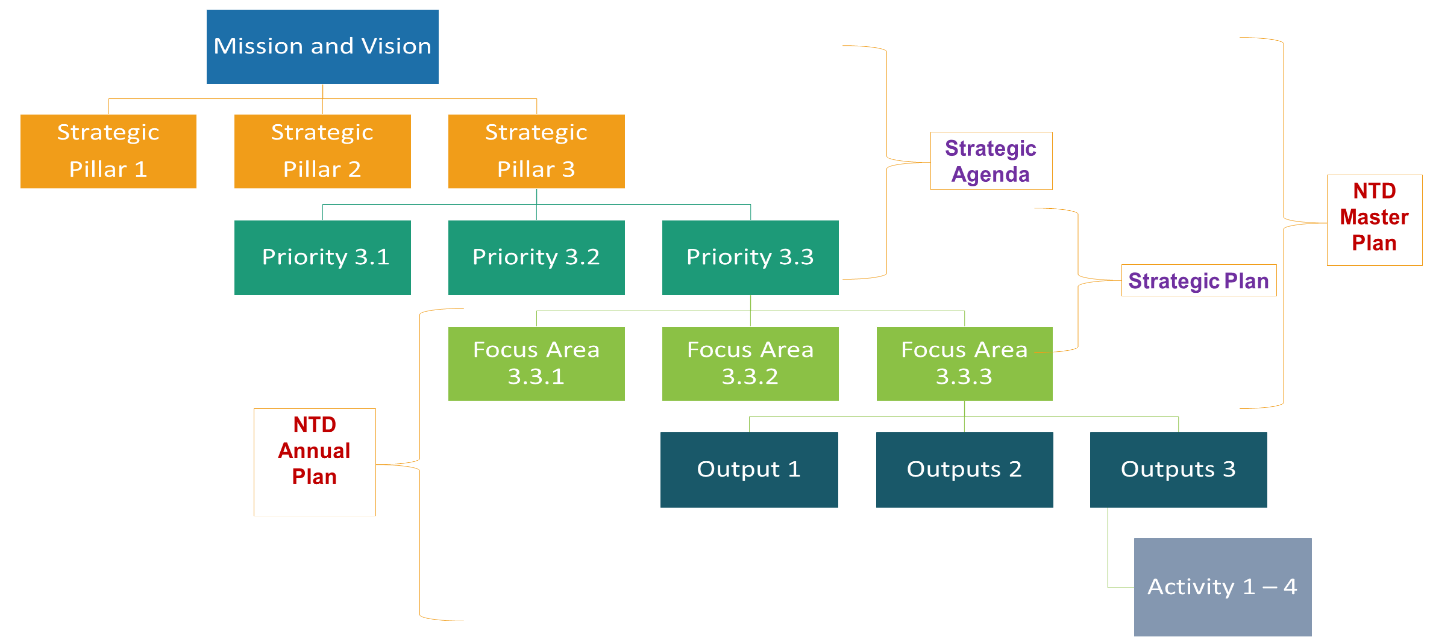 Mission and Vision
Strategic
Pillar 1
Strategic
Pillar 2
Strategic
Pillar 3
Strategic
Agenda
NTD
Master
Plan
Priority 3.1
Priority 3.2
Priority 3.3
Strategic Plan
Focus Area
3.3.1
Focus Area
3.3.2
Focus Area
3.3.3
NTD
Annual
Plan
Output 1
Outputs 2
Outputs 3
Activity 1 – 4